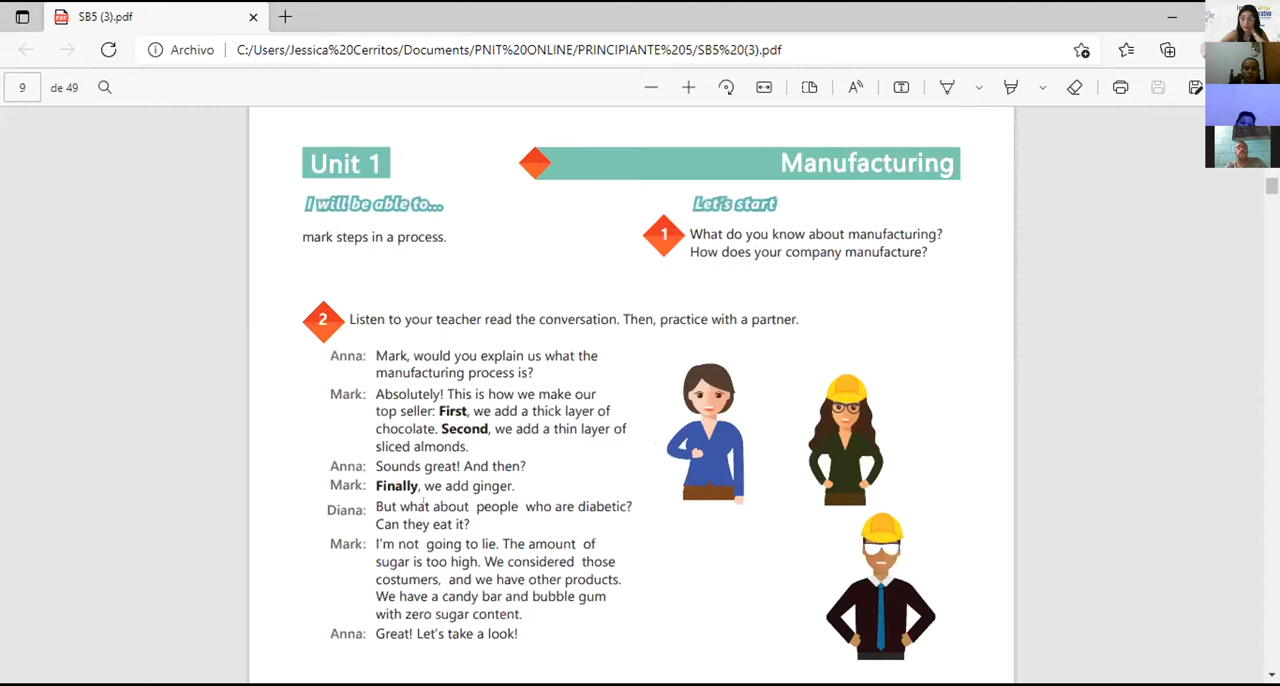 SB5 (3).pdf
Archivo
C:/Users/Jessica%20Cerritos/Documents/PNIT%20ONLINE/PRINCIPIANTE%205/SB5%20(3).pdf
9 de 49
Unit 1
Manufacturing
I will be able to...
mark steps in a process.
Let's start
1
What do you know about manufacturing?
How does your company manufacture?
2
Listen to your teacher read the conversation. Then, practice with a partner.
Anna: Mark, would you explain us what the
manufacturing process is?
Mark: Absolutely! This is how we make our
top seller: First, we add a thick layer of
chocolate. Second, we add a thin layer of
sliced almonds.
Anna: Sounds great! And then?
Mark: Finally, we add ginger.
Diana: But what about people who are diabetic?
Can they eat it?
Mark: I'm not going to lie. The amount of
sugar is too high. We considered those
costumers, and we have other products.
We have a candy bar and bubble gum
with zero sugar content.
Anna: Great! Let's take a look!